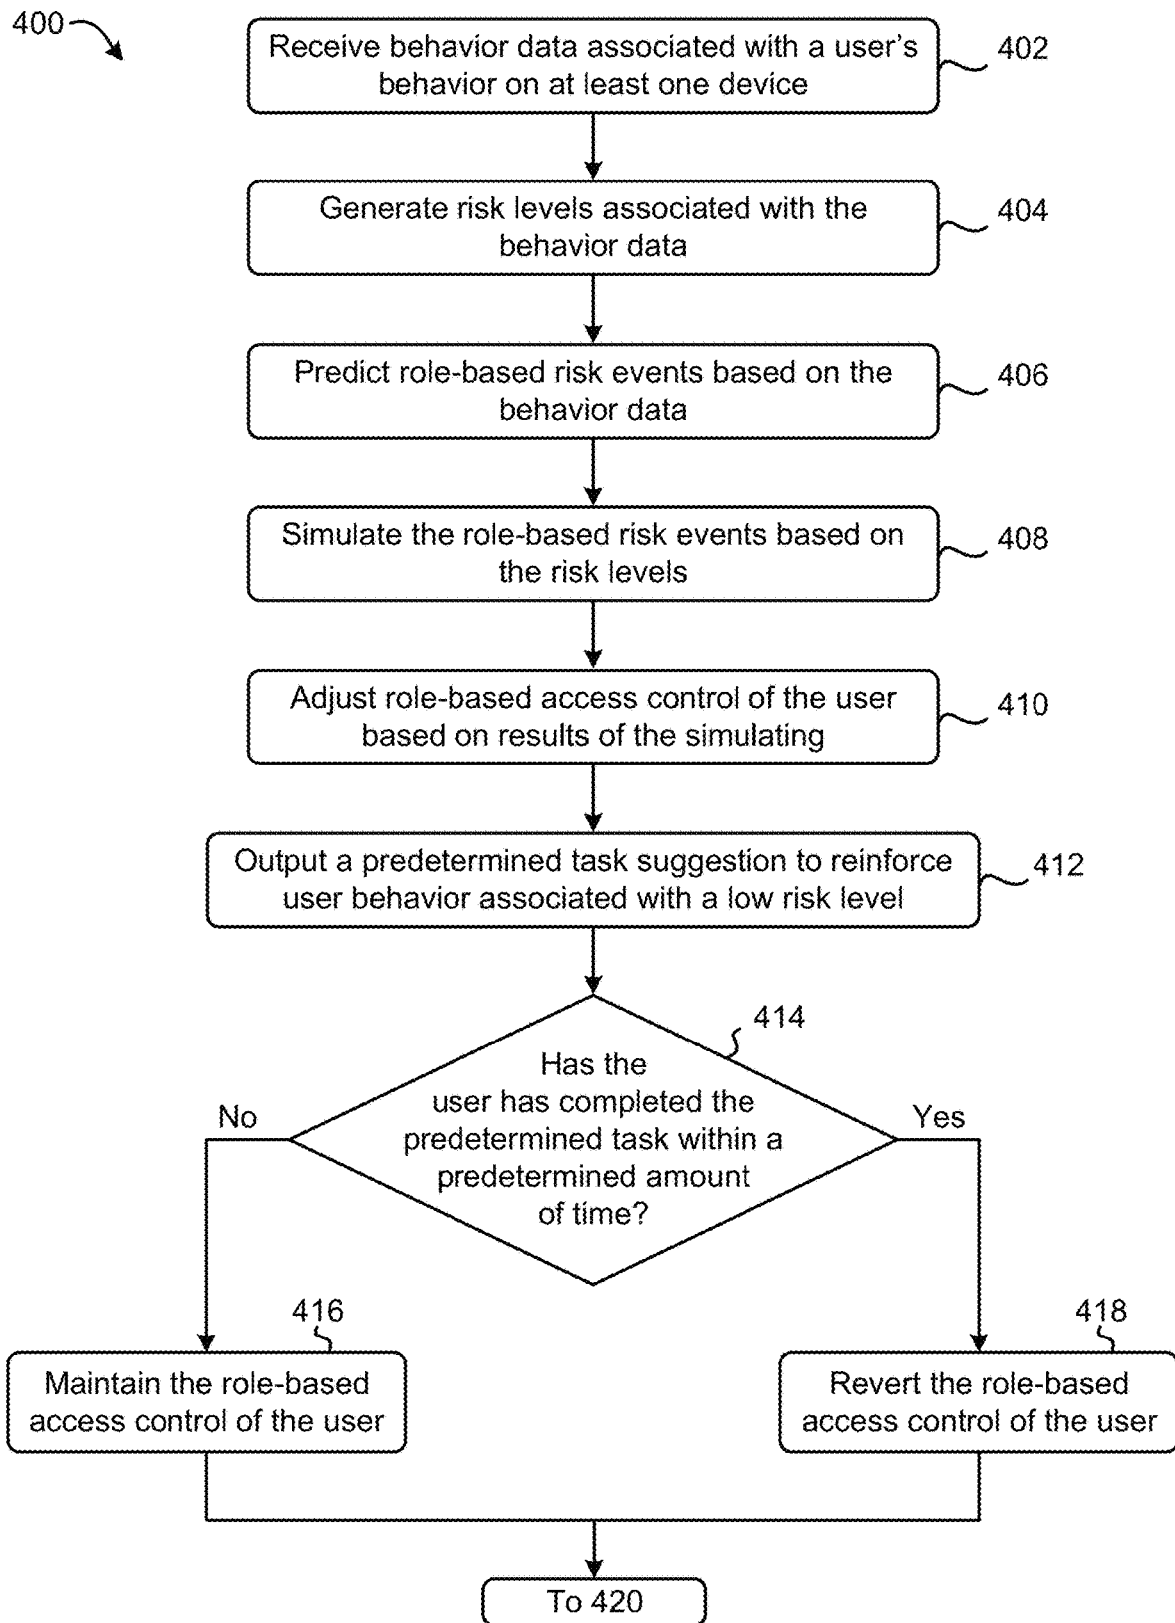 400
Receive behavior data associated with a user's
behavior on at least one device
402
Generate risk levels associated with the
behavior data
404
Predict role-based risk events based on the
behavior data
406
Simulate the role-based risk events based on
the risk levels
408
Adjust role-based access control of the user
based on results of the simulating
410
Output a predetermined task suggestion to reinforce
user behavior associated with a low risk level
412
414
Has the
user has completed the
predetermined task within a
predetermined amount
of time?
No
Yes
416
Maintain the role-based
access control of the user
418
Revert the role-based
access control of the user
To 420